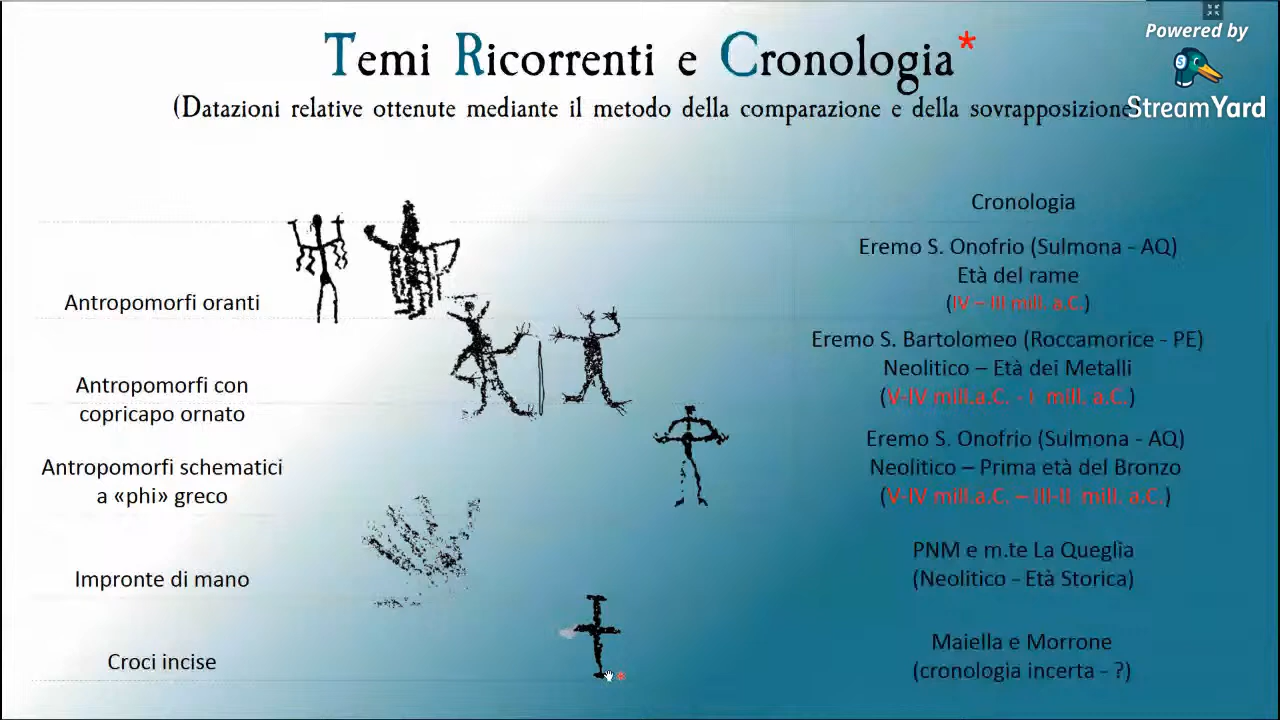 Temi Ricorrenti e Cronologia*
(Datazioni relative ottenute mediante il metodo della comparazione e della sovrapposizione)
Powered by
StreamYard
Cronologia
Antropomorfi oranti
Eremo S. Onofrio (Sulmona - AQ)
Età del rame
(IV – III mill. a.C.)
Antropomorfi con
copricapo ornato
Eremo S. Bartolomeo (Roccamorice - PE)
Neolitico – Età dei Metalli
(V-IV mill.a.C. - I mill. a.C.)
Antropomorfi schematici
a «phi» greco
Eremo S. Onofrio (Sulmona - AQ)
Neolitico – Prima età del Bronzo
(V-IV mill.a.C. – III-II mill. a.C.)
Impronte di mano
PNM e m.te La Queglia
(Neolitico - Età Storica)
Croci incise
*
Maiella e Morrone
(cronologia incerta - ?)